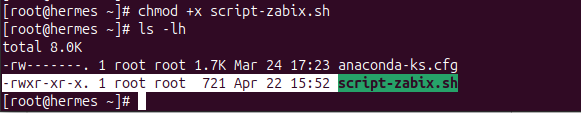 [root@hermes ~]# chmod +x script-zabix.sh
[root@hermes ~]# ls -lh
total 8.0K
-rw-------. 1 root root 1.7K Mar 24 17:23 anaconda-ks.cfg
-rwxr-xr-x. 1 root root  721 Apr 22 15:52 script-zabix.sh
[root@hermes ~]#